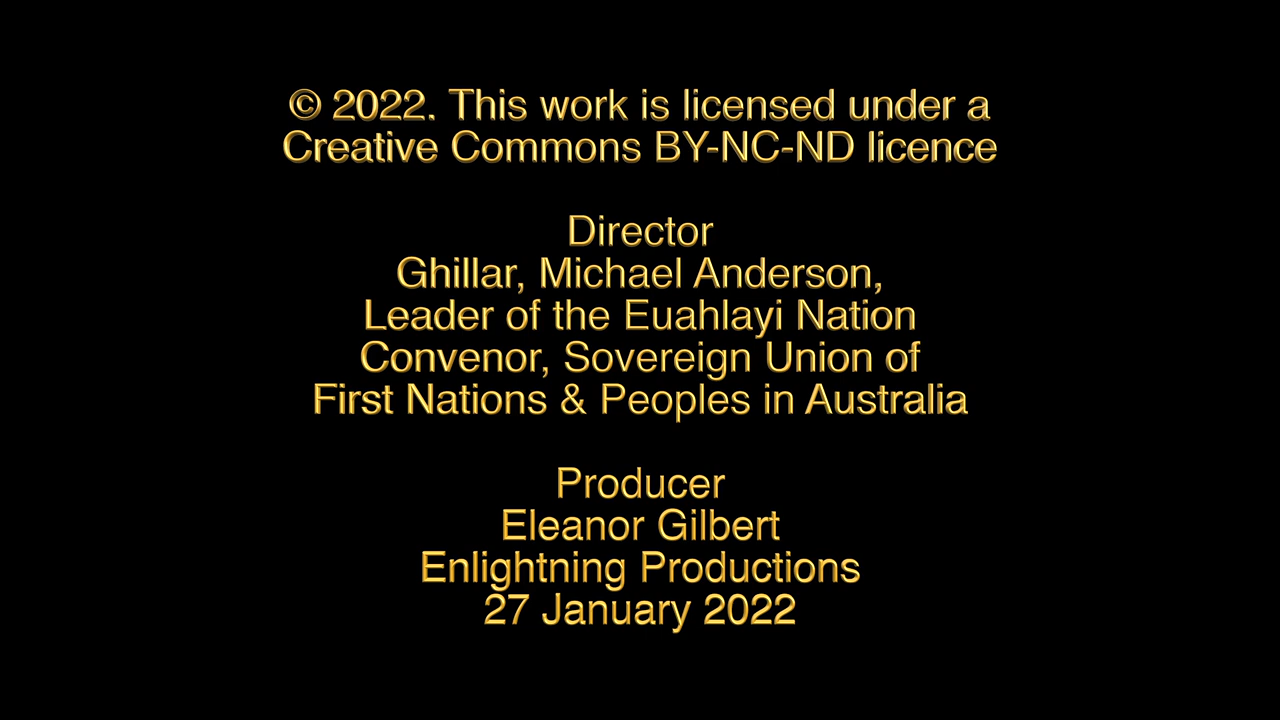 © 2022. This work is licensed under a
Creative Commons BY-NC-ND licence
Director
Ghillar, Michael Anderson,
Leader of the Euahlayi Nation
Convenor, Sovereign Union of
First Nations & Peoples in Australia
Producer
Eleanor Gilbert
Enlightning Productions
27 January 2022